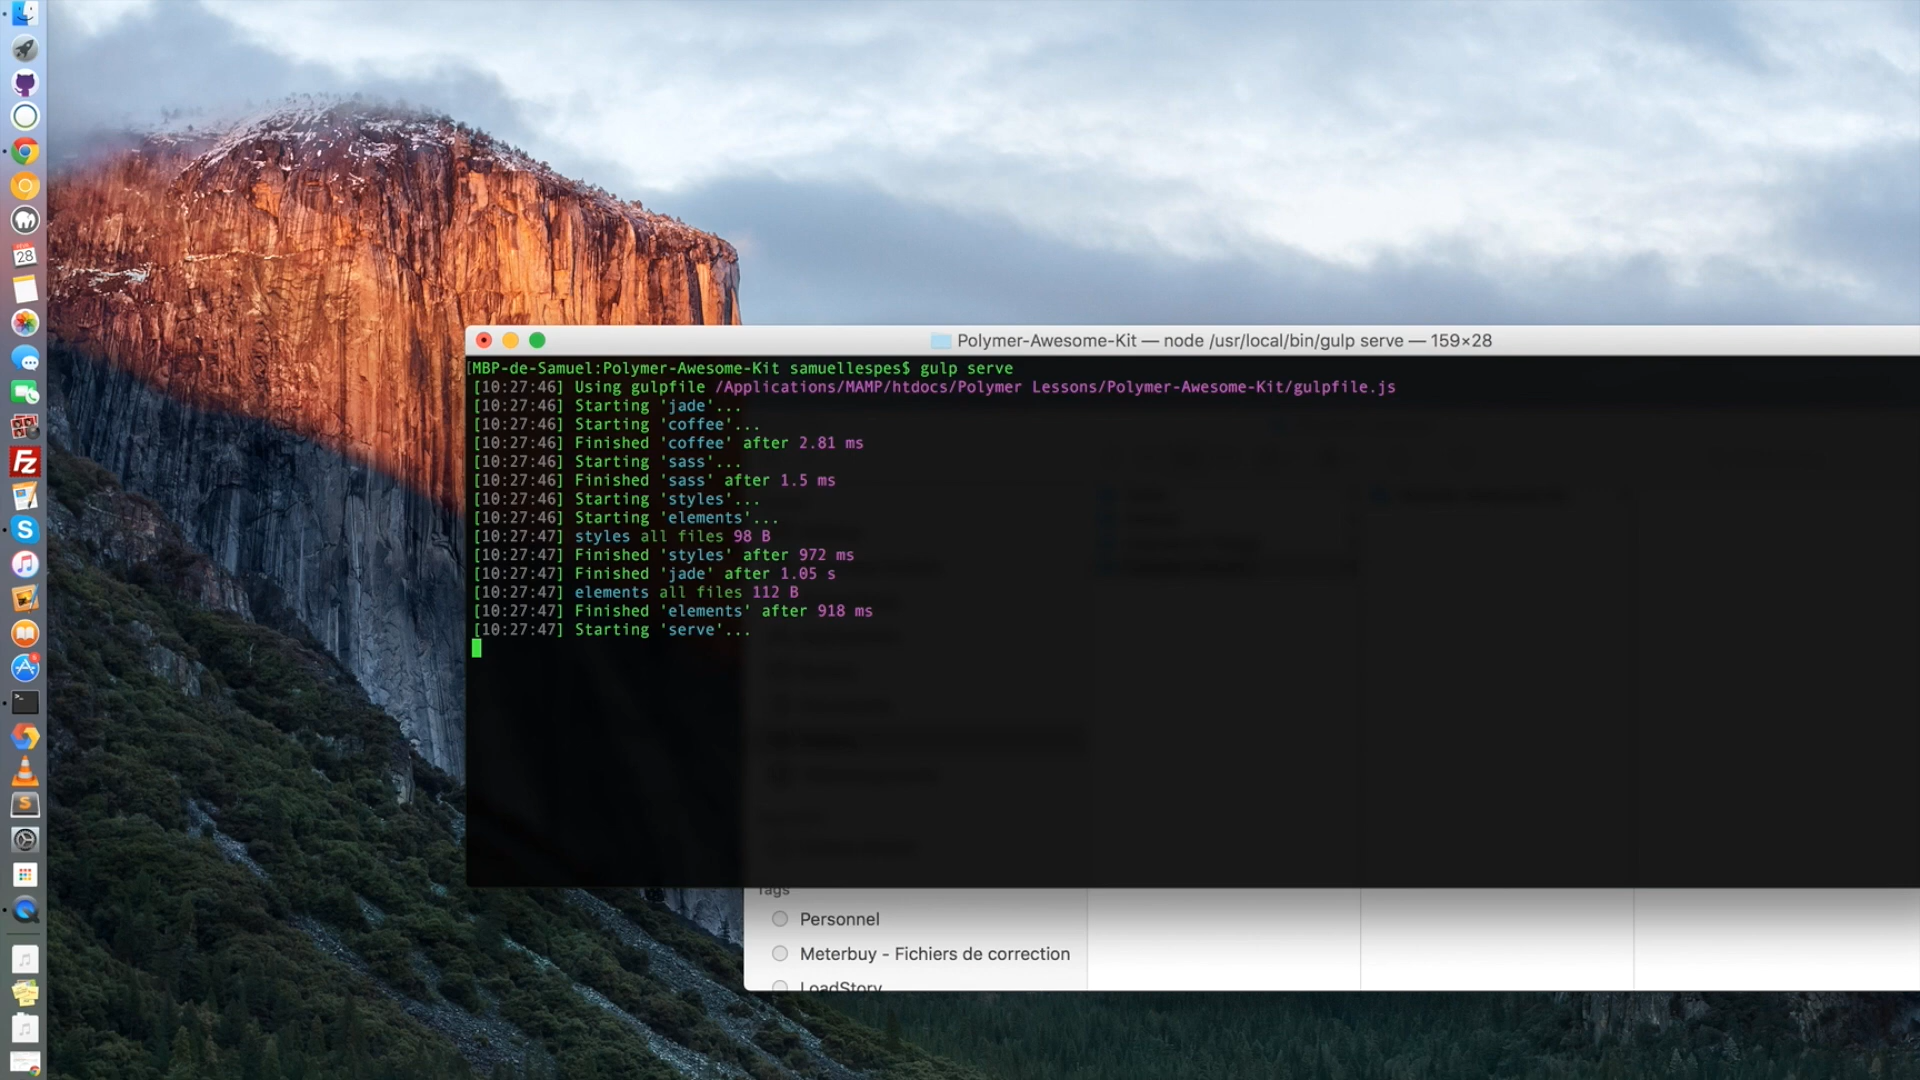 Polymer-Awesome-Kit — node /usr/local/bin/gulp serve — 159×28
[MBP-de-Samuel:Polymer-Awesome-Kit samuellespes$ gulp serve
[10:27:46] Using gulpfile /Applications/MAMP/htdocs/Polymer Lessons/Polymer-Awesome-Kit/gulpfile.js
[10:27:46] Starting 'jade'...
[10:27:46] Starting 'coffee'...
[10:27:46] Finished 'coffee' after 2.81 ms
[10:27:46] Starting 'sass'...
[10:27:46] Finished 'sass' after 1.5 ms
[10:27:46] Starting 'styles'...
[10:27:46] Starting 'elements'...
[10:27:47] styles all files 98 B
[10:27:47] Finished 'styles' after 972 ms
[10:27:47] Finished 'jade' after 1.05 s
[10:27:47] elements all files 112 B
[10:27:47] Finished 'elements' after 918 ms
[10:27:47] Starting 'serve'...
Tags
Personnel
Meterbuy - Fichiers de correction
LoadStory
28
FZ
S
S